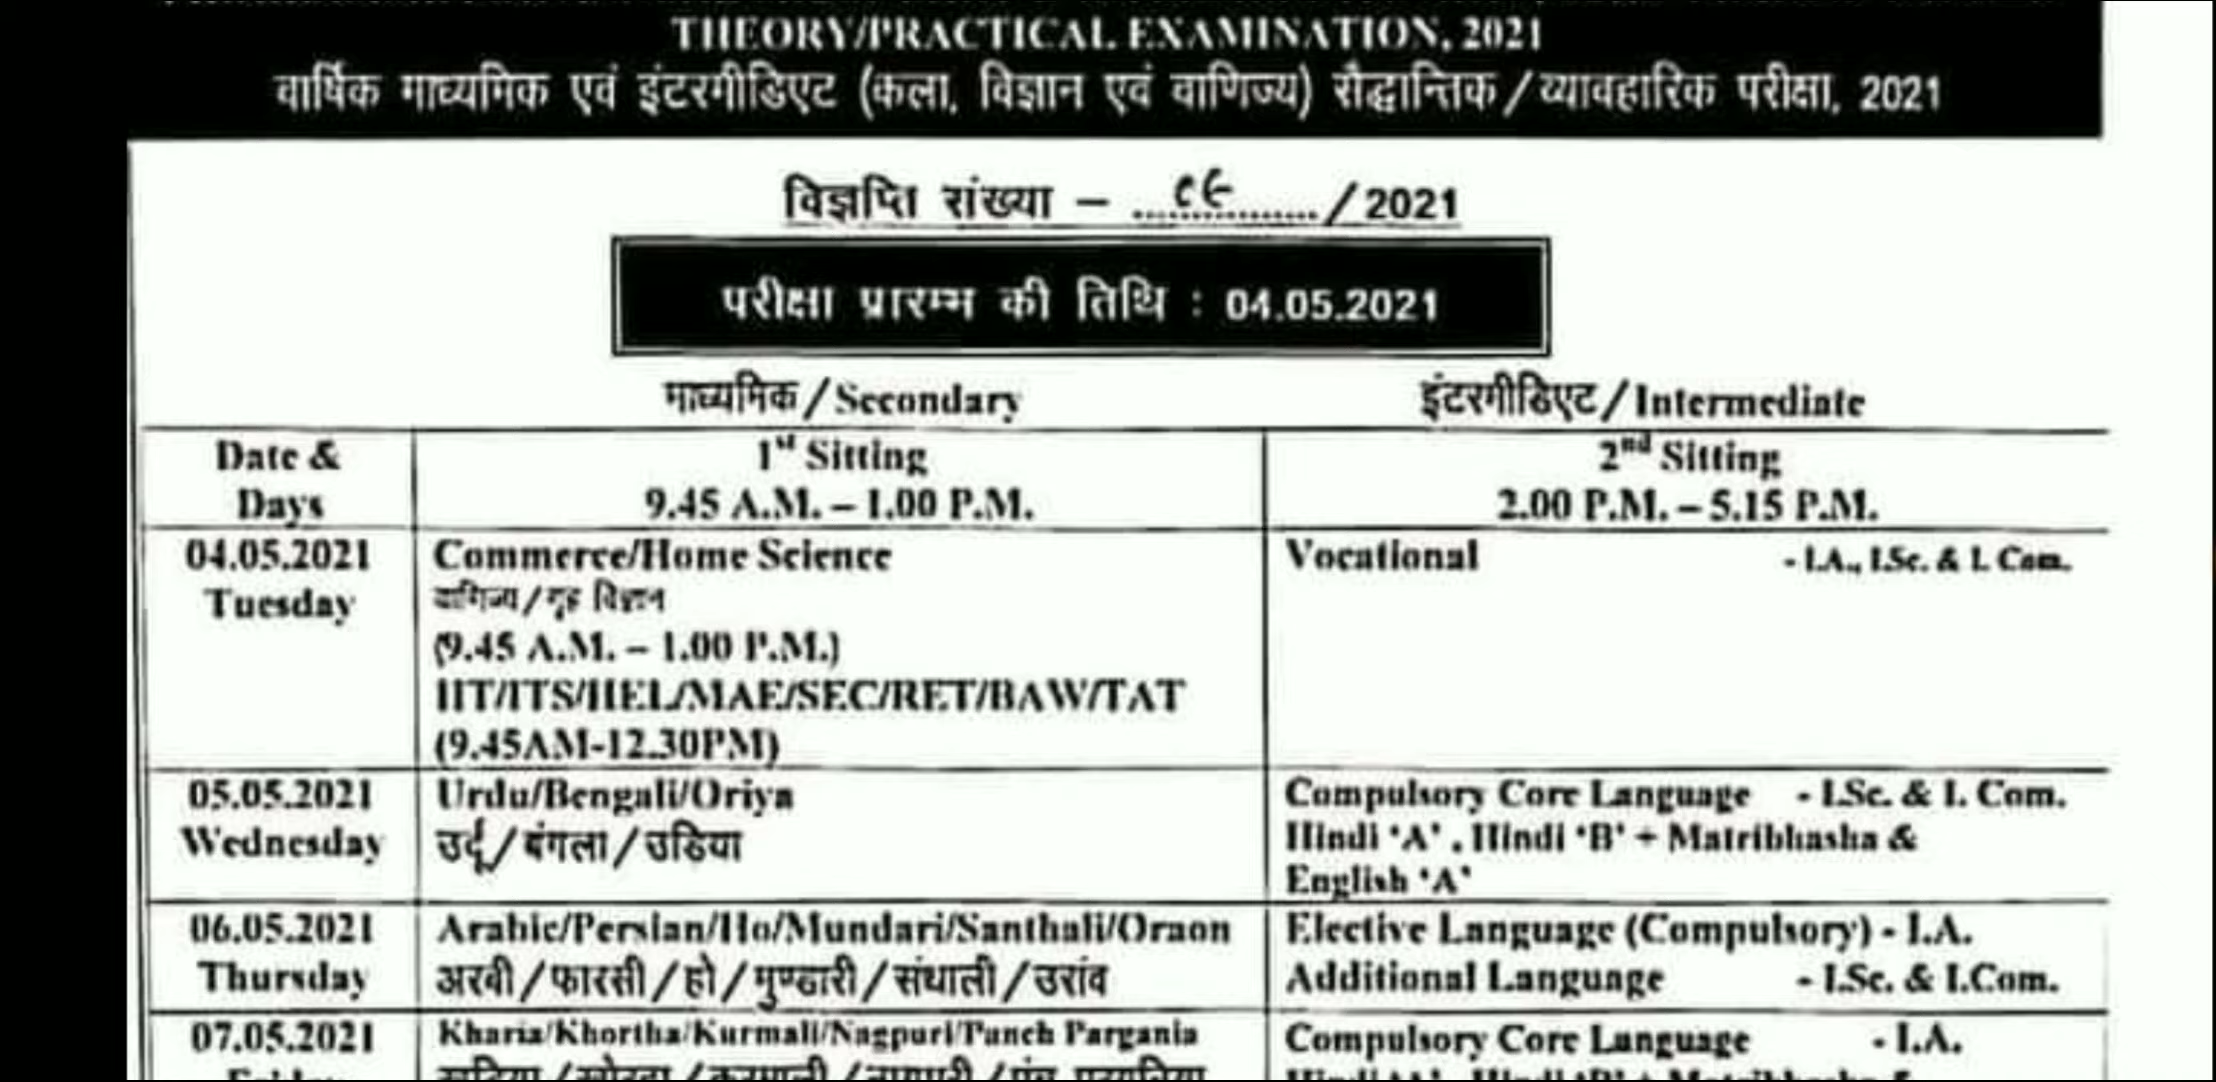 THEORY/PRACTICAL EXAMINATION, 2021
वार्षिक माध्यमिक एवं इंटरमीडिएट (कला, विज्ञान एवं वाणिज्य) सैद्धान्तिक/व्यावहारिक परीक्षा, 2021
विज्ञप्ति संख्या – ..................../2021
परीक्षा प्रारम्भ की तिथि : 04.05.2021
माध्यमिक/Secondary
इंटरमीडिएट/Intermediate
Date &
Days
1st Sitting
9.45 A.M. – 1.00 P.M.
2nd Sitting
2.00 P.M. – 5.15 P.M.
04.05.2021
Tuesday
Commerce/Home Science
वाणिज्य/गृह विज्ञान
(9.45 A.M. – 1.00 P.M.)
IIT/ITS/HEL/MAE/SEC/RET/BAW/TAT
(9.45AM-12.30PM)
Vocational - I.A., I.Sc. & I. Com.
05.05.2021
Wednesday
Urdu/Bengali/Oriya
उर्दू/बंगला/उडिया
Compulsory Core Language - I.Sc. & I. Com.
Hindi ‘A’ , Hindi ‘B’ + Matribhasha &
English ‘A’
06.05.2021
Thursday
Arabic/Persian/Ho/Mundari/Santhali/Oraon
अरबी/फारसी/हो/मुण्डारी/संथाली/उरांव
Elective Language (Compulsory) - I.A.
Additional Language - I.Sc. & I.Com.
07.05.2021
Kharia/Khortha/Kurmali/Nagpuri/Panch Pargania
Compulsory Core Language - I.A.